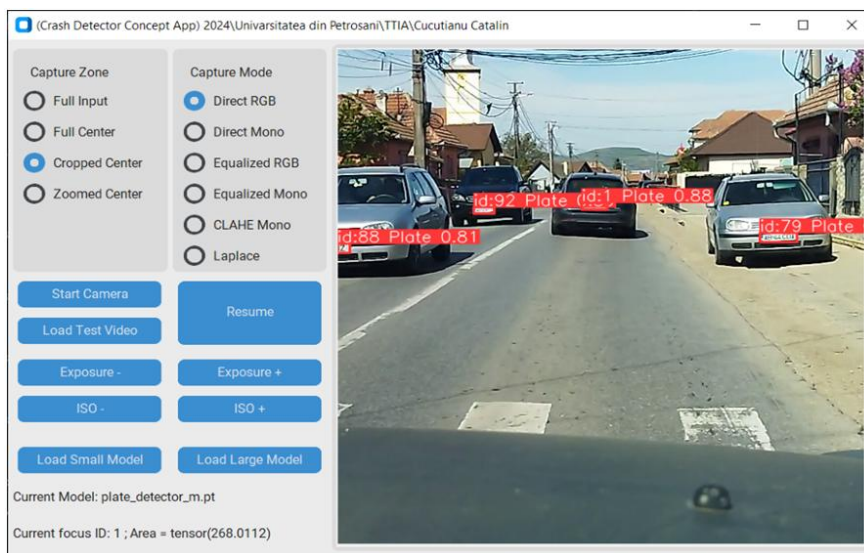 (Crash Detector Concept App) 2024\Univarsitatea din Petrosani\TTIA\Cucutianu Catalin
Capture Zone
Full Input
Full Center
Cropped Center
Zoomed Center
Capture Mode
Direct RGB
Direct Mono
Equalized RGB
Equalized Mono
CLAHE Mono
Laplace
Start Camera
Load Test Video
Resume
Exposure -
Exposure +
ISO -
ISO +
Load Small Model
Load Large Model
Current Model: plate_detector_m.pt
Current focus ID: 1 ; Area = tensor(268.0112)
id:92 Plate
id:1 Plate 0.88
id:88 Plate 0.81
id:79 Plate